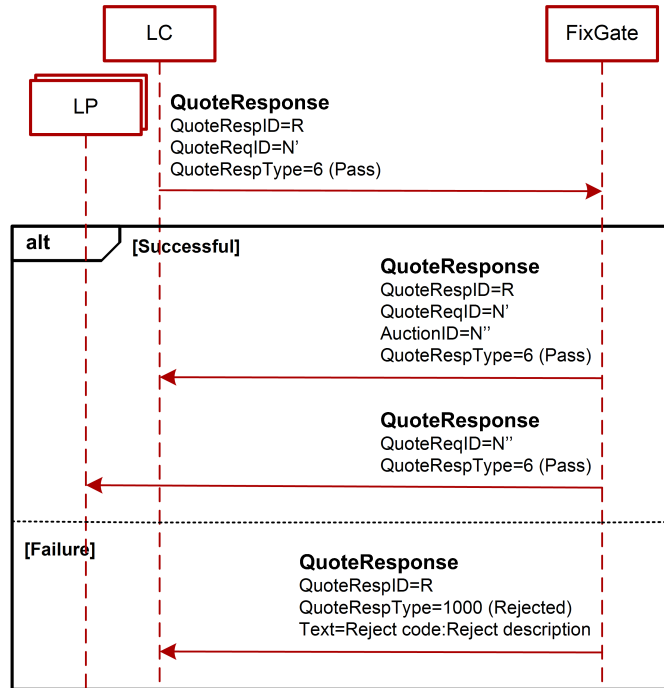 LC
FixGate
LP
QuoteResponse
QuoteRespID=R
QuoteReqID=N’
QuoteRespType=6 (Pass)
alt
[Successful]
QuoteResponse
QuoteRespID=R
QuoteReqID=N’
AuctionID=N’’
QuoteRespType=6 (Pass)
QuoteResponse
QuoteReqID=N’’
QuoteRespType=6 (Pass)
[Failure]
QuoteResponse
QuoteRespID=R
QuoteRespType=1000 (Rejected)
Text=Reject code:Reject description